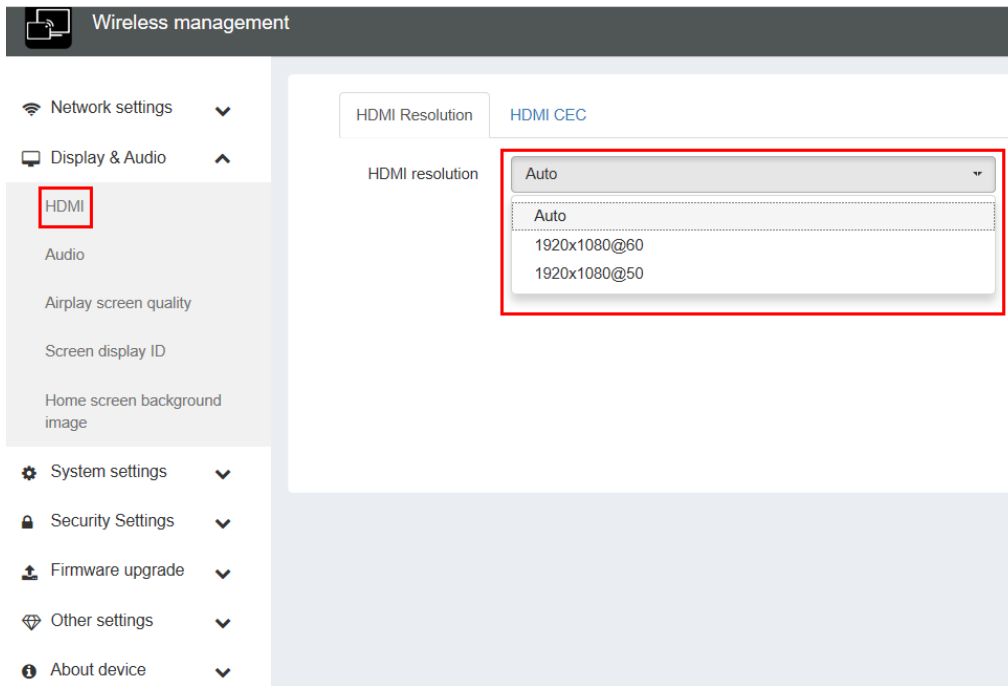 Wireless management
Network settings
Display & Audio
HDMI
Audio
Airplay screen quality
Screen display ID
Home screen background
image
System settings
Security Settings
Firmware upgrade
Other settings
About device
HDMI Resolution
HDMI CEC
HDMI resolution
Auto
Auto
1920x1080@60
1920x1080@50